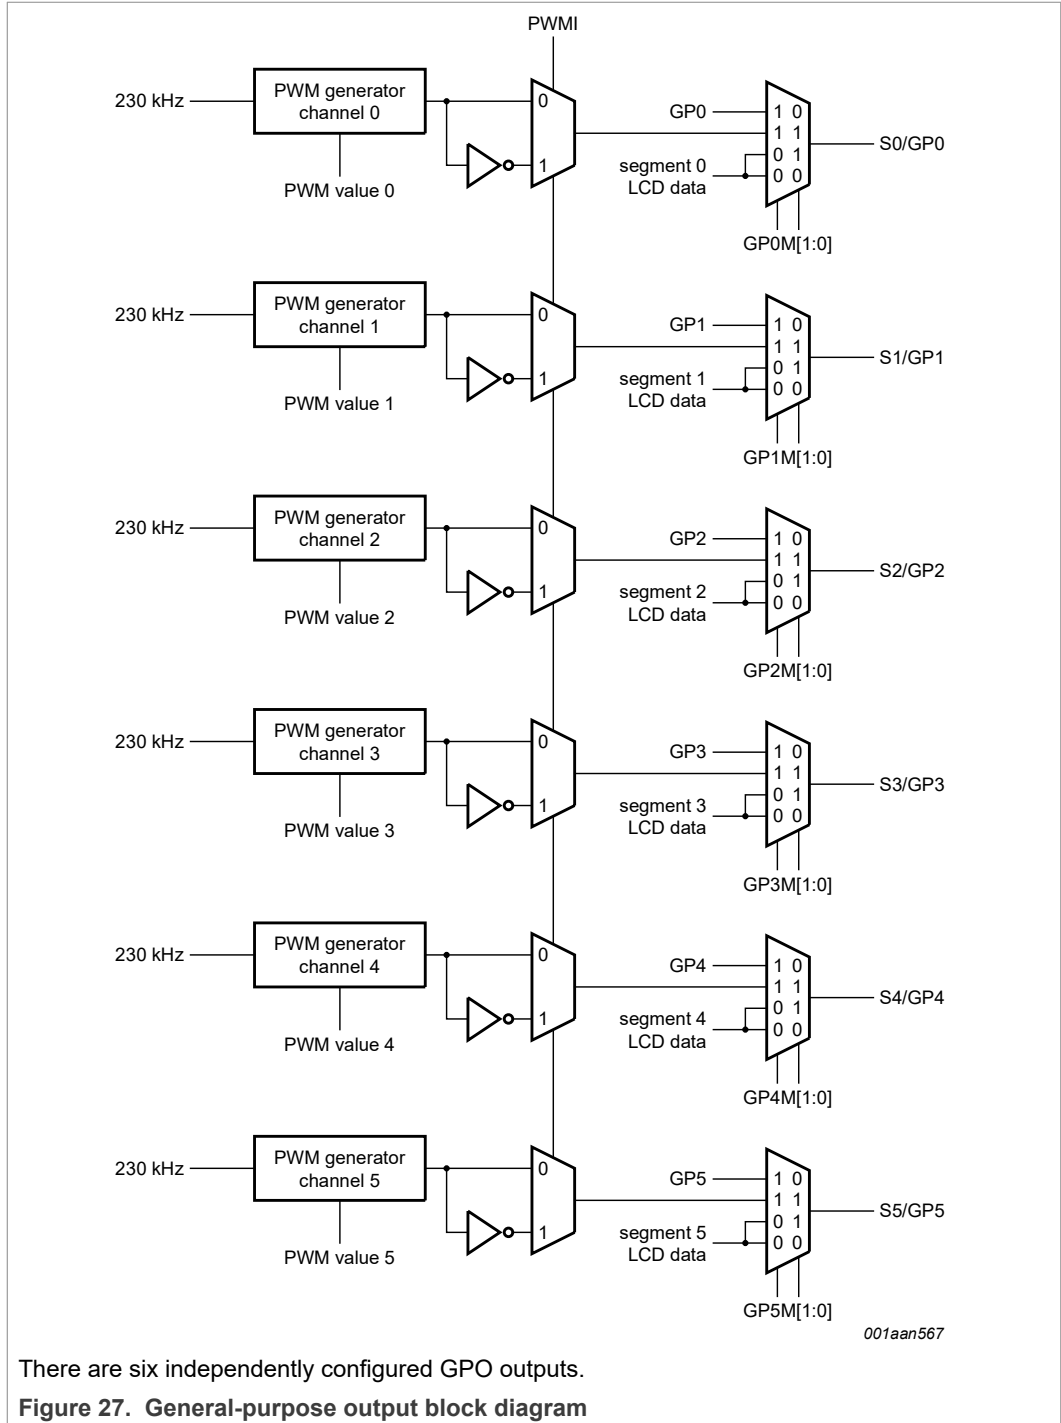 PWMI
230 kHz
PWM generator
channel 0
PWM value 0
0
1
GP0
segment 0
LCD data
1 0
1 1
0 1
0 0
S0/GP0
GP0M[1:0]
230 kHz
PWM generator
channel 1
PWM value 1
0
1
GP1
segment 1
LCD data
1 0
1 1
0 1
0 0
S1/GP1
GP1M[1:0]
230 kHz
PWM generator
channel 2
PWM value 2
0
1
GP2
segment 2
LCD data
1 0
1 1
0 1
0 0
S2/GP2
GP2M[1:0]
230 kHz
PWM generator
channel 3
PWM value 3
0
1
GP3
segment 3
LCD data
1 0
1 1
0 1
0 0
S3/GP3
GP3M[1:0]
230 kHz
PWM generator
channel 4
PWM value 4
0
1
GP4
segment 4
LCD data
1 0
1 1
0 1
0 0
S4/GP4
GP4M[1:0]
230 kHz
PWM generator
channel 5
PWM value 5
0
1
GP5
segment 5
LCD data
1 0
1 1
0 1
0 0
S5/GP5
GP5M[1:0]
001aan567
There are six independently configured GPO outputs.
Figure 27. General-purpose output block diagram